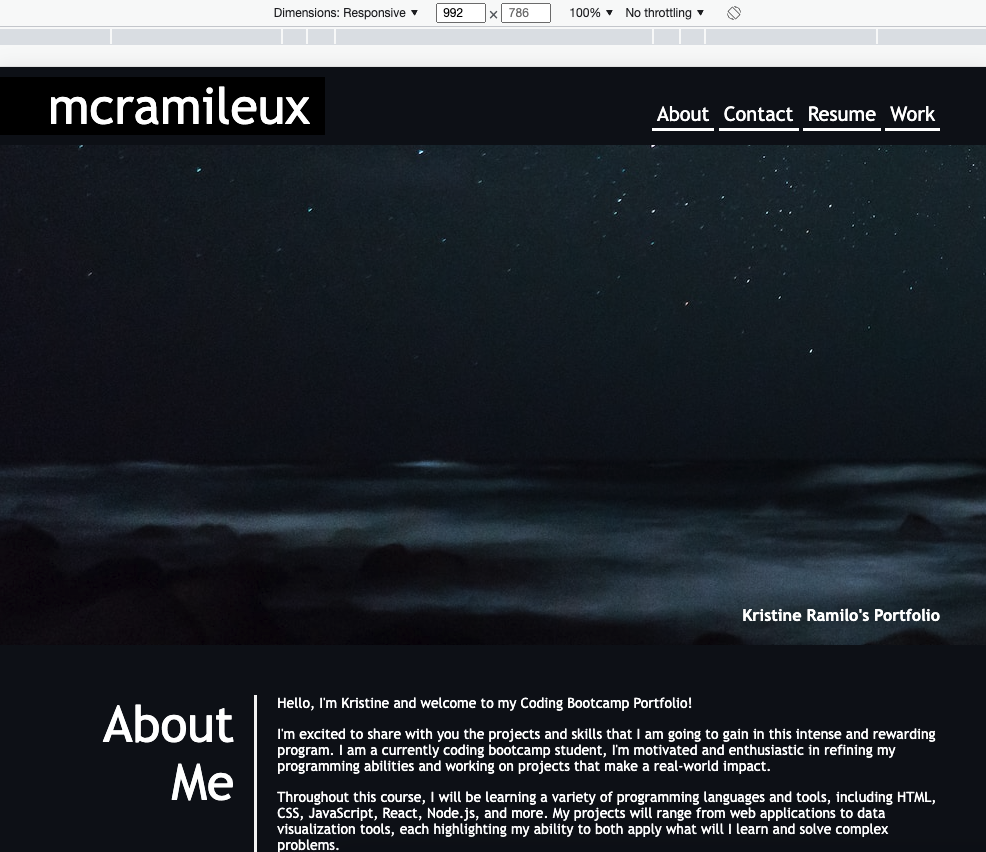 Dimensions: Responsive ▼ 992 × 786 100% ▼ No throttling ▼
mcramileux
About Contact Resume Work
Kristine Ramilo's Portfolio
About
Me
Hello, I'm Kristine and welcome to my Coding Bootcamp Portfolio!
I'm excited to share with you the projects and skills that I am going to gain in this intense and rewarding
program. I am a currently coding bootcamp student, I'm motivated and enthusiastic in refining my
programming abilities and working on projects that make a real-world impact.
Throughout this course, I will be learning a variety of programming languages and tools, including HTML,
CSS, JavaScript, React, Node.js, and more. My projects will range from web applications to data
visualization tools, each highlighting my ability to both apply what will I learn and solve complex
problems.